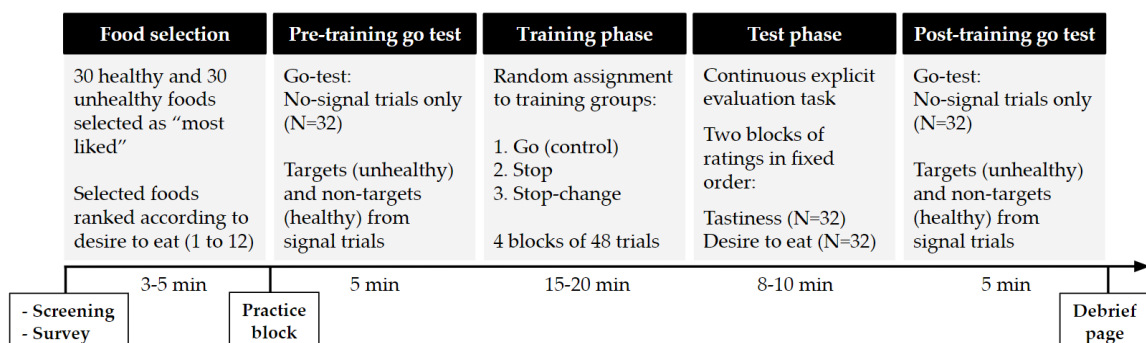 Food selection
30 healthy and 30
unhealthy foods
selected as “most
liked”
Selected foods
ranked according to
desire to eat (1 to 12)
Pre-training go test
Go-test:
No-signal trials only
(N=32)
Targets (unhealthy)
and non-targets
(healthy) from
signal trials
Training phase
Random assignment
to training groups:
1. Go (control)
2. Stop
3. Stop-change
4 blocks of 48 trials
Test phase
Continuous explicit
evaluation task
Two blocks of
ratings in fixed
order:
Tastiness (N=32)
Desire to eat (N=32)
Post-training go test
Go-test:
No-signal trials only
(N=32)
Targets (unhealthy)
and non-targets
(healthy) from
signal trials
3-5 min
5 min
15-20 min
8-10 min
5 min
- Screening
- Survey
Practice
block
Debrief
page